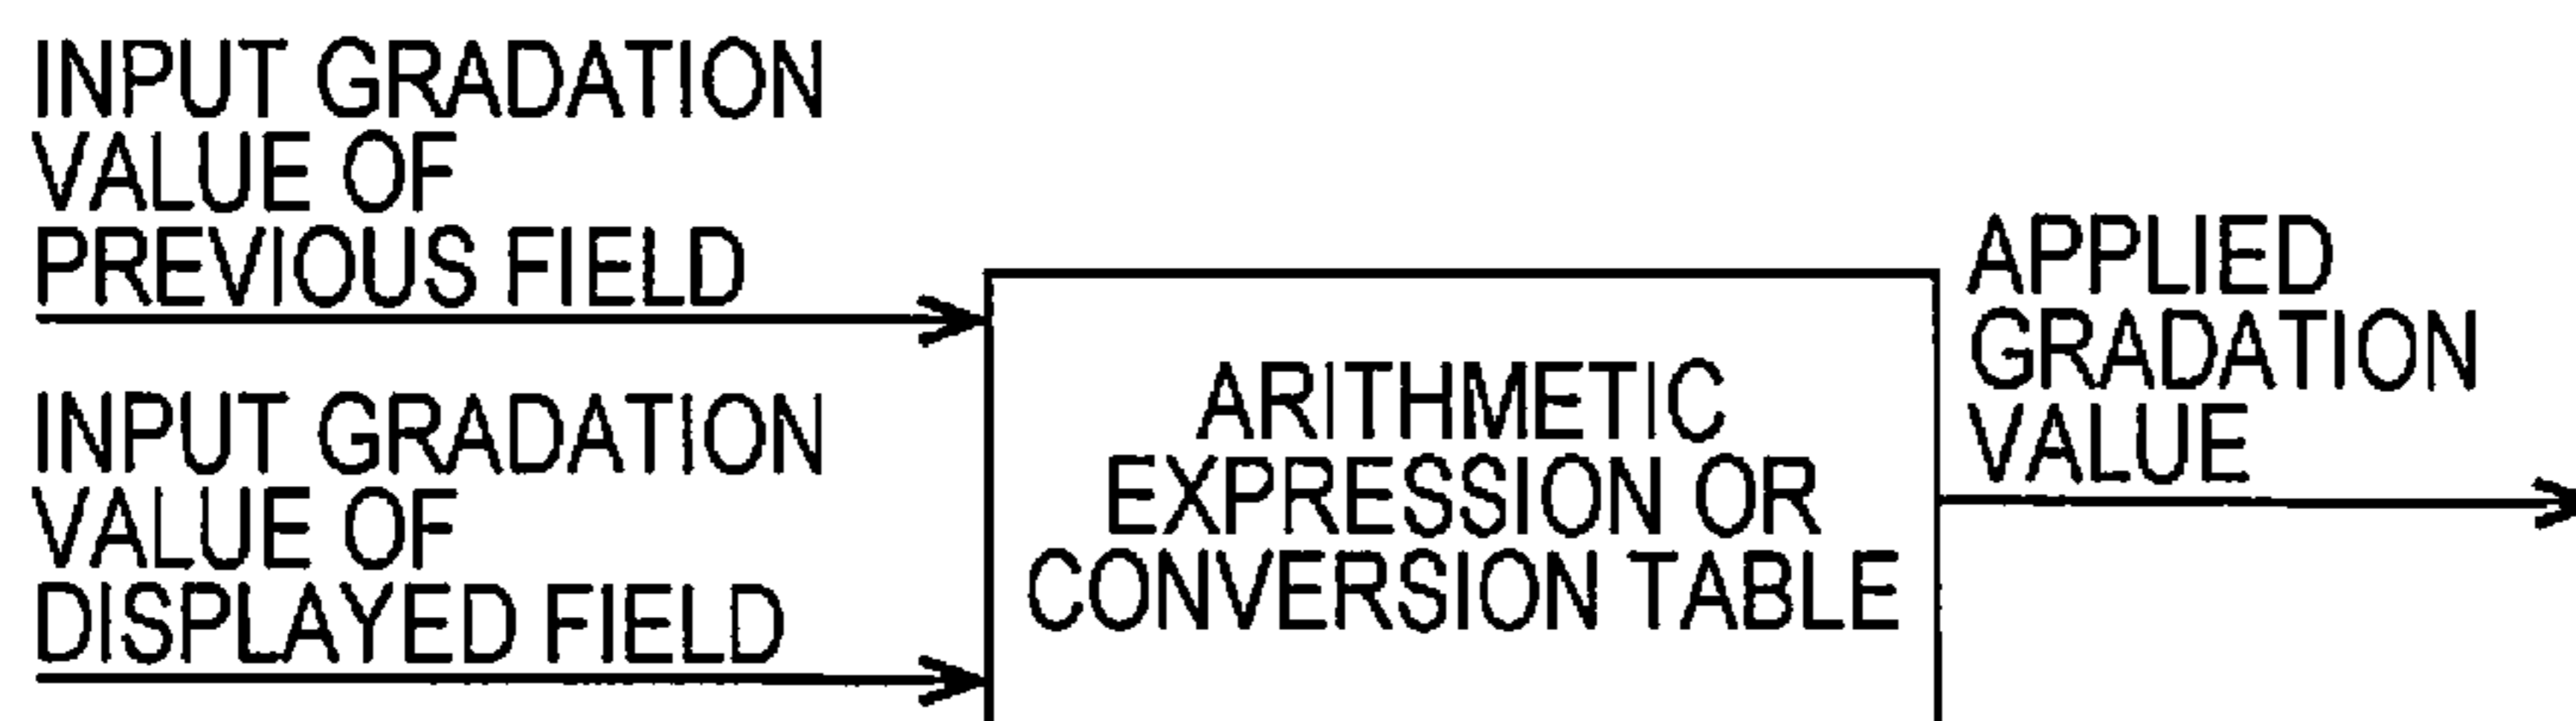 INPUT GRADATION
VALUE OF
PREVIOUS FIELD
INPUT GRADATION
VALUE OF
DISPLAYED FIELD
ARITHMETIC
EXPRESSION OR
CONVERSION TABLE
APPLIED
GRADATION
VALUE